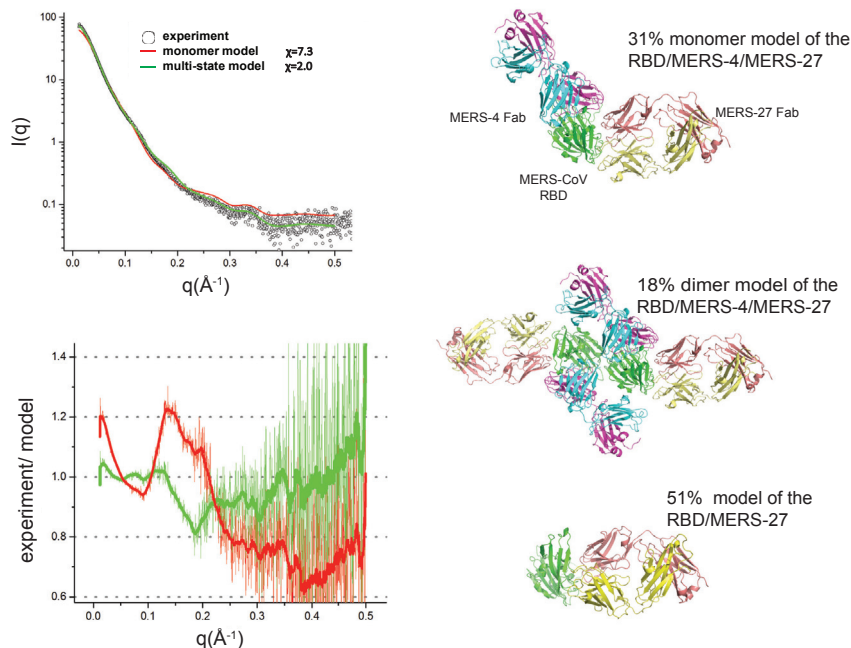 100
10
1
0.1
I(q)
experiment
monomer model χ=7.3
multi-state model χ=2.0
0.0 0.1 0.2 0.3 0.4 0.5
q(Å-1)
1.4
1.2
1.0
0.8
0.6
experiment/ model
0.0 0.1 0.2 0.3 0.4 0.5
q(Å-1)
31% monomer model of the
RBD/MERS-4/MERS-27
MERS-4 Fab
MERS-27 Fab
MERS-CoV
RBD
18% dimer model of the
RBD/MERS-4/MERS-27
51% model of the
RBD/MERS-27